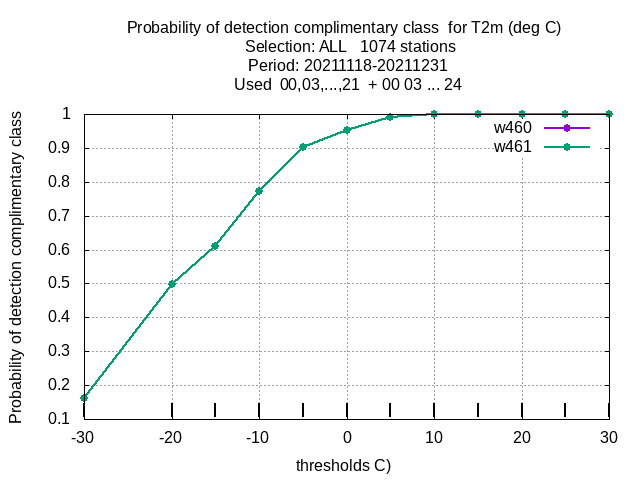 Probability of detection complimentary class  for T2m (deg C)
Selection: ALL   1074 stations
Period: 20211118-20211231
Used  00,03,...,21  + 00 03 ... 24
Probability of detection complimentary class
1
0.9
0.8
0.7
0.6
0.5
0.4
0.3
0.2
0.1
w460
w461
-30 -20 -10 0 10 20 30
thresholds C)